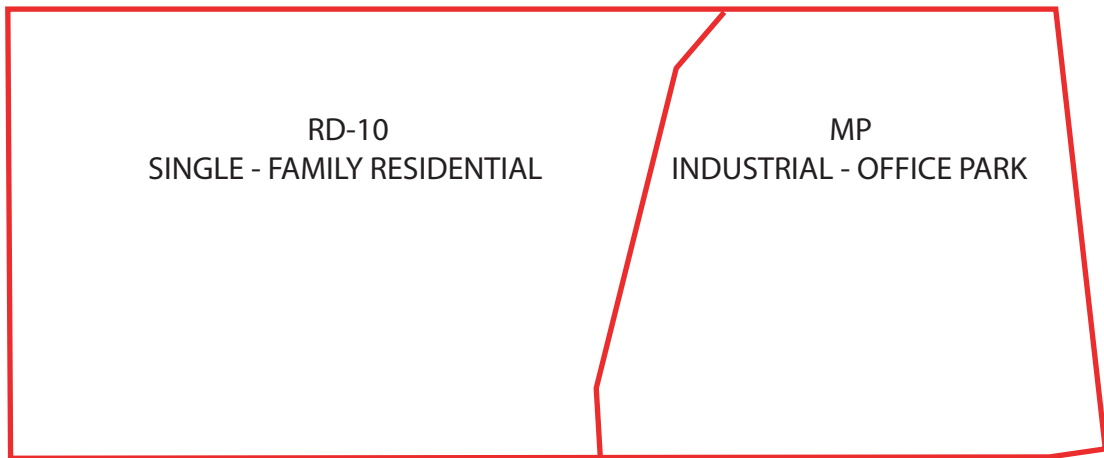 RD-10
SINGLE - FAMILY RESIDENTIAL
MP
INDUSTRIAL - OFFICE PARK